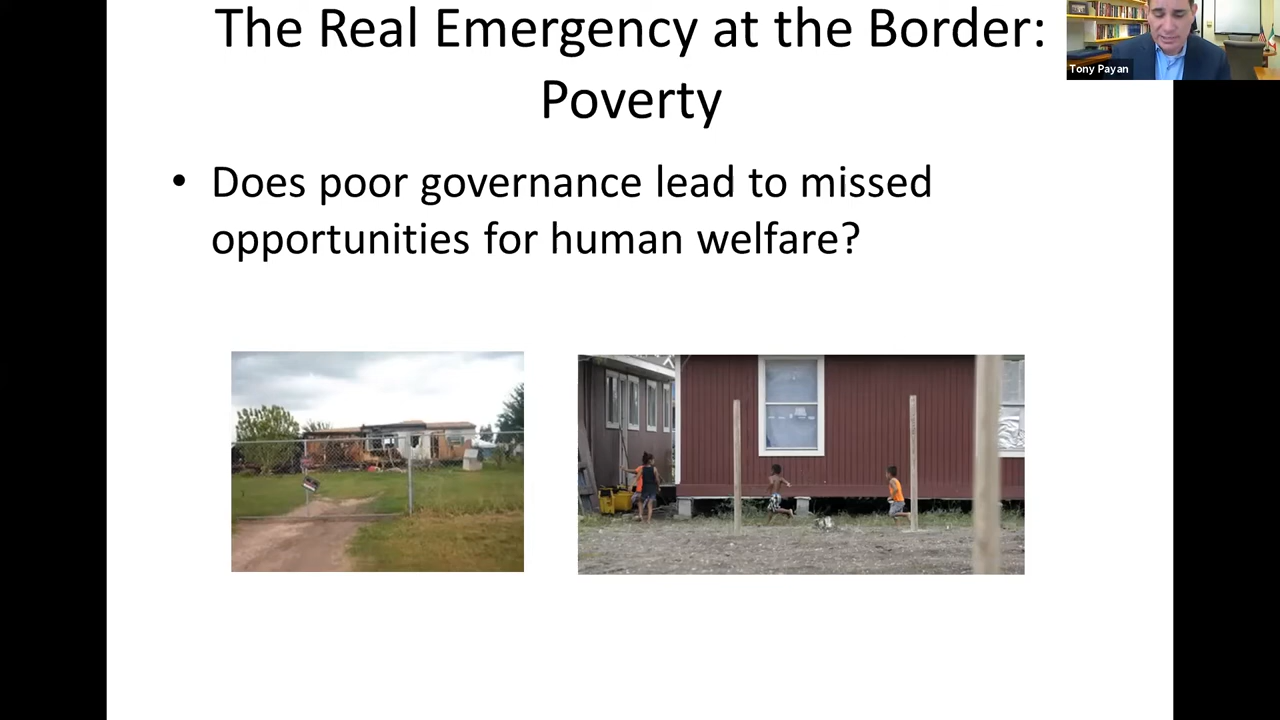 The Real Emergency at the Border:
Poverty
Tony Payan
• Does poor governance lead to missed
opportunities for human welfare?